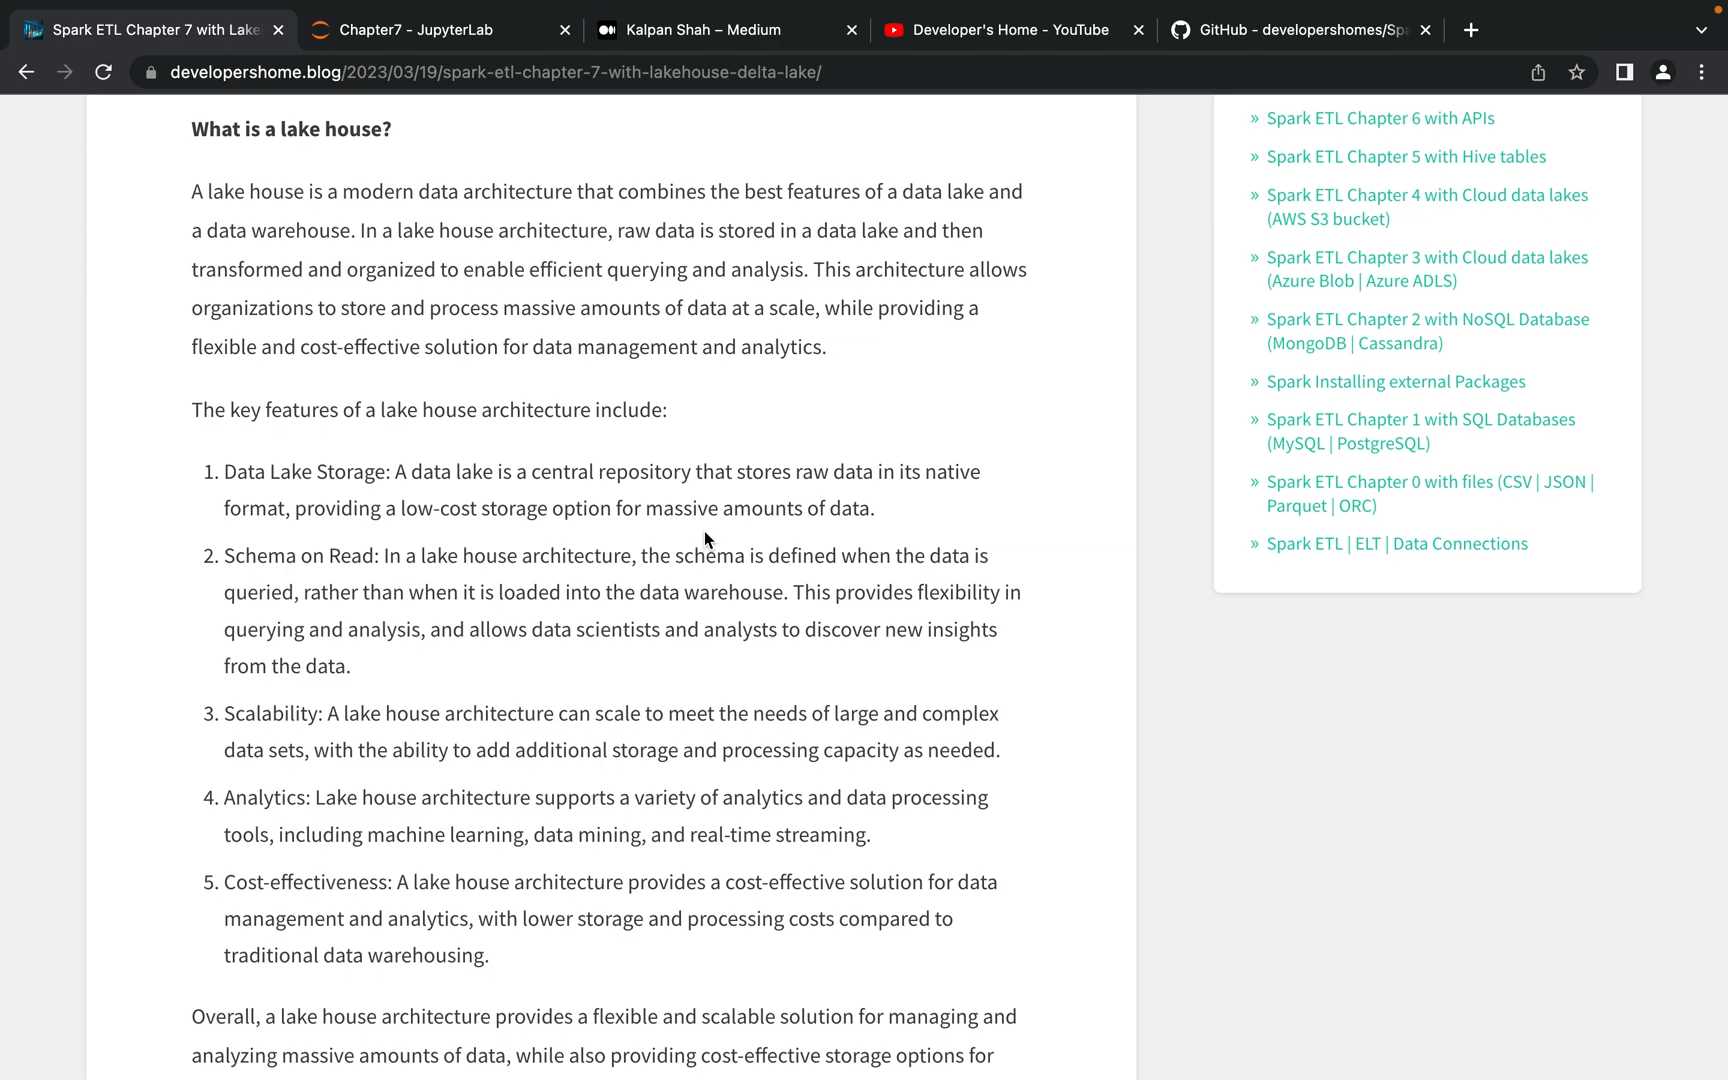 Spark ETL Chapter 7 with Lake
Chapter7 - JupyterLab
Kalpan Shah – Medium
Developer's Home - YouTube
GitHub - developershomes/Sp
developershome.blog/2023/03/19/spark-etl-chapter-7-with-lakehouse-delta-lake/
What is a lake house?
A lake house is a modern data architecture that combines the best features of a data lake and
a data warehouse. In a lake house architecture, raw data is stored in a data lake and then
transformed and organized to enable efficient querying and analysis. This architecture allows
organizations to store and process massive amounts of data at a scale, while providing a
flexible and cost-effective solution for data management and analytics.
The key features of a lake house architecture include:
1. Data Lake Storage: A data lake is a central repository that stores raw data in its native
format, providing a low-cost storage option for massive amounts of data.
2. Schema on Read: In a lake house architecture, the schema is defined when the data is
queried, rather than when it is loaded into the data warehouse. This provides flexibility in
querying and analysis, and allows data scientists and analysts to discover new insights
from the data.
3. Scalability: A lake house architecture can scale to meet the needs of large and complex
data sets, with the ability to add additional storage and processing capacity as needed.
4. Analytics: Lake house architecture supports a variety of analytics and data processing
tools, including machine learning, data mining, and real-time streaming.
5. Cost-effectiveness: A lake house architecture provides a cost-effective solution for data
management and analytics, with lower storage and processing costs compared to
traditional data warehousing.
Overall, a lake house architecture provides a flexible and scalable solution for managing and
analyzing massive amounts of data, while also providing cost-effective storage options for
» Spark ETL Chapter 6 with APIs
» Spark ETL Chapter 5 with Hive tables
» Spark ETL Chapter 4 with Cloud data lakes
(AWS S3 bucket)
» Spark ETL Chapter 3 with Cloud data lakes
(Azure Blob | Azure ADLS)
» Spark ETL Chapter 2 with NoSQL Database
(MongoDB | Cassandra)
» Spark Installing external Packages
» Spark ETL Chapter 1 with SQL Databases
(MySQL | PostgreSQL)
» Spark ETL Chapter 0 with files (CSV | JSON |
Parquet | ORC)
» Spark ETL | ELT | Data Connections